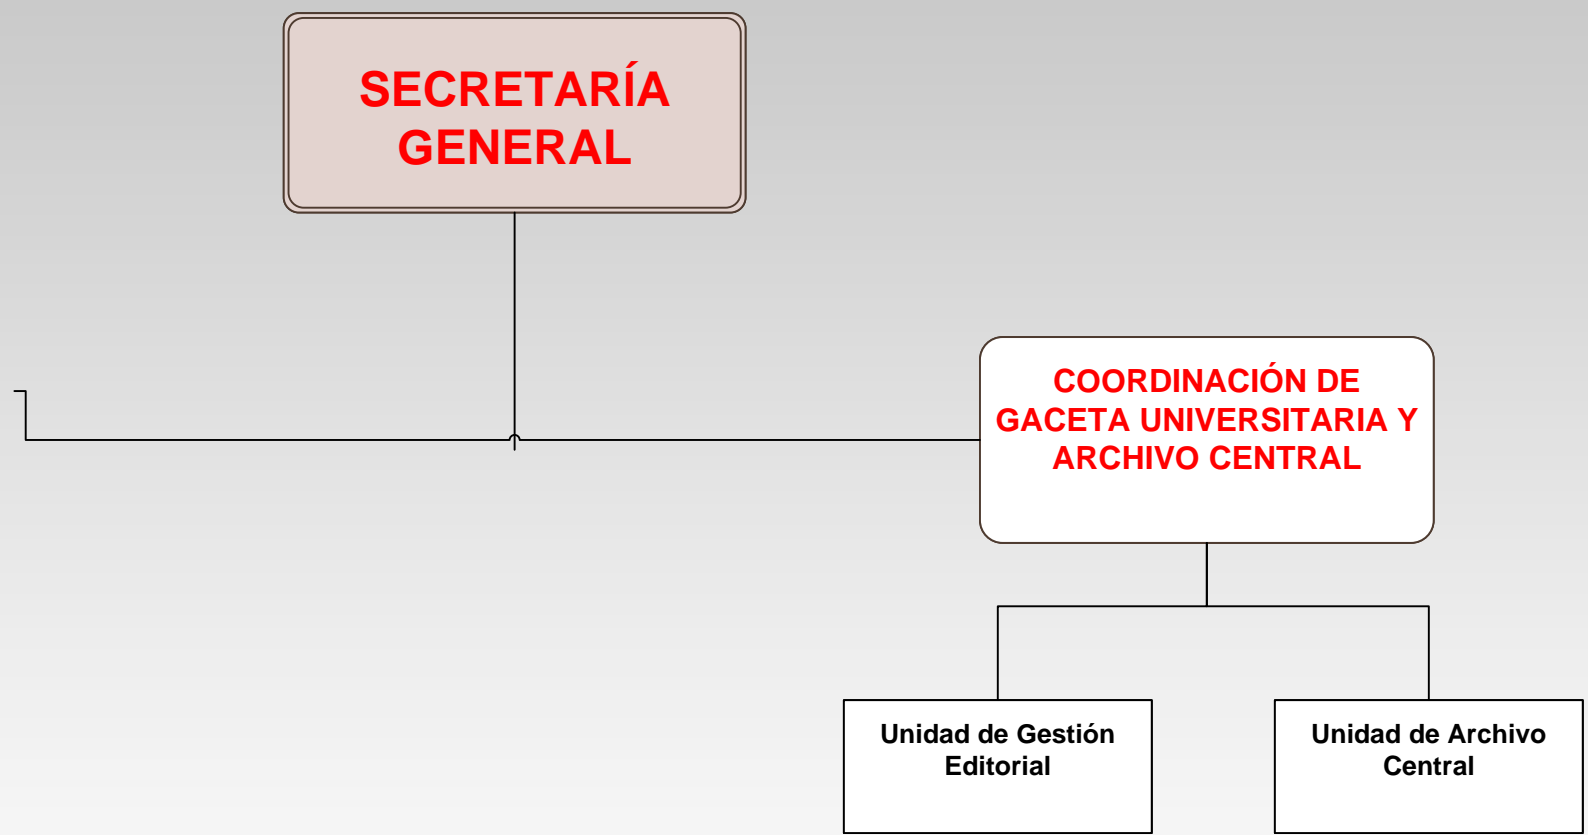 SECRETARÍA
GENERAL
COORDINACIÓN DE
GACETA UNIVERSITARIA Y
ARCHIVO CENTRAL
Unidad de Gestión
Editorial
Unidad de Archivo
Central